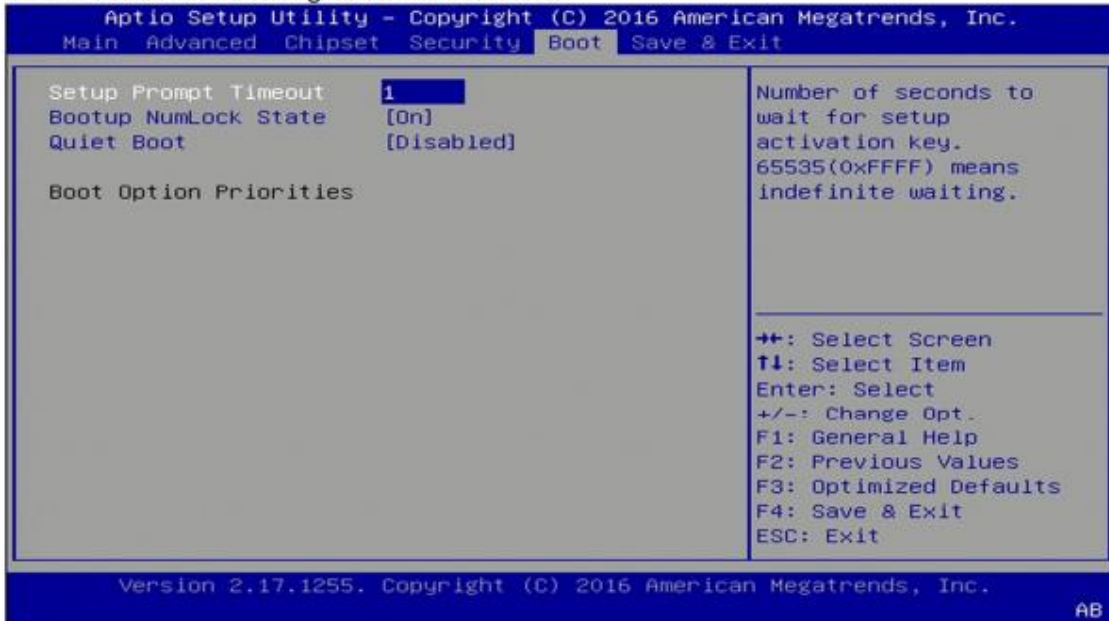 Aptio Setup Utility – Copyright (C) 2016 American Megatrends, Inc.
Main Advanced Chipset Security Boot Save & Exit
Setup Prompt Timeout 1
Bootup NumLock State [On]
Quiet Boot [Disabled]
Boot Option Priorities
Number of seconds to
wait for setup
activation key.
65535(0xFFFF) means
indefinite waiting.
→←: Select Screen
↑↓: Select Item
Enter: Select
+/-: Change Opt.
F1: General Help
F2: Previous Values
F3: Optimized Defaults
F4: Save & Exit
ESC: Exit
Version 2.17.1255. Copyright (C) 2016 American Megatrends, Inc.
AB